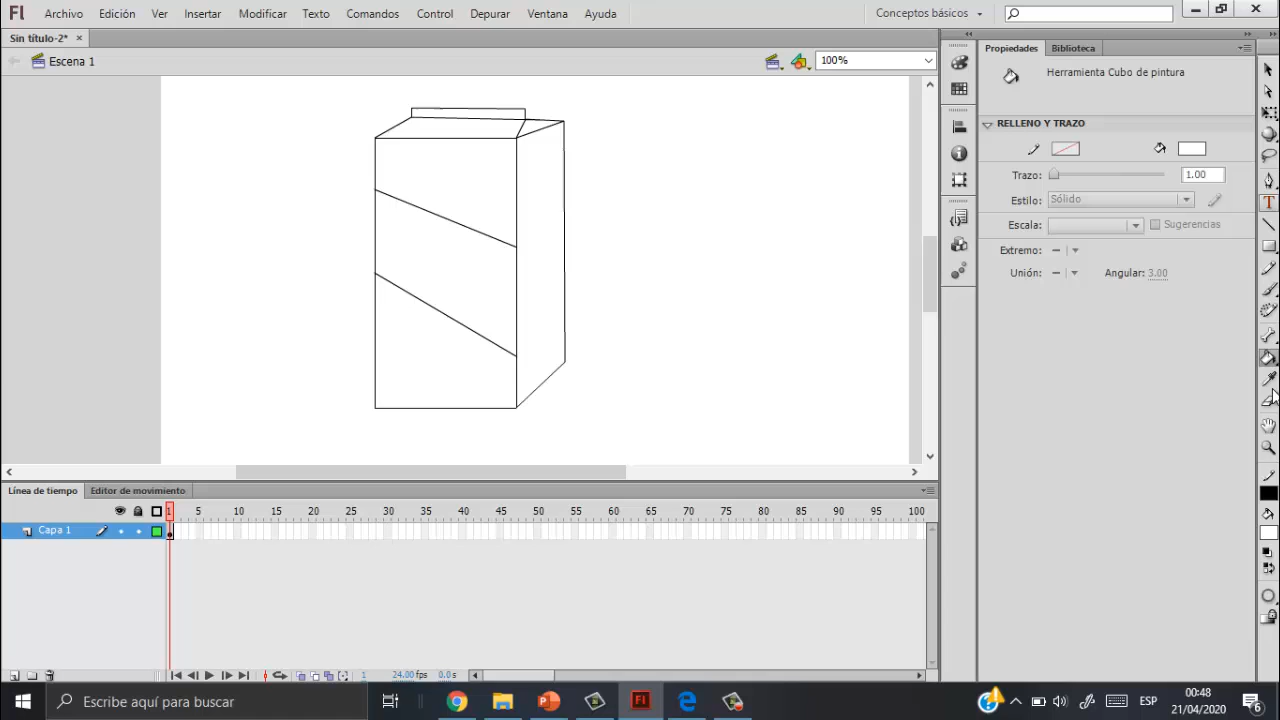 Fl Archivo Edición Ver Insertar Modificar Texto Comandos Control Depurar Ventana Ayuda Conceptos básicos
Sin título-2* ×
Escena 1 100%
Propiedades Biblioteca
Herramienta Cubo de pintura
RELLENO Y TRAZO
Trazo: 1.00
Estilo: Sólido
Escala: Sugerencias
Extremo:
Unión: Angular: 3.00
Línea de tiempo Editor de movimiento
1 5 10 15 20 25 30 35 40 45 50 55 60 65 70 75 80 85 90 95 100
Capa 1
1 24.00 fps 0.0 s
Escribe aquí para buscar
Fl
ESP
00:48
21/04/2020
6